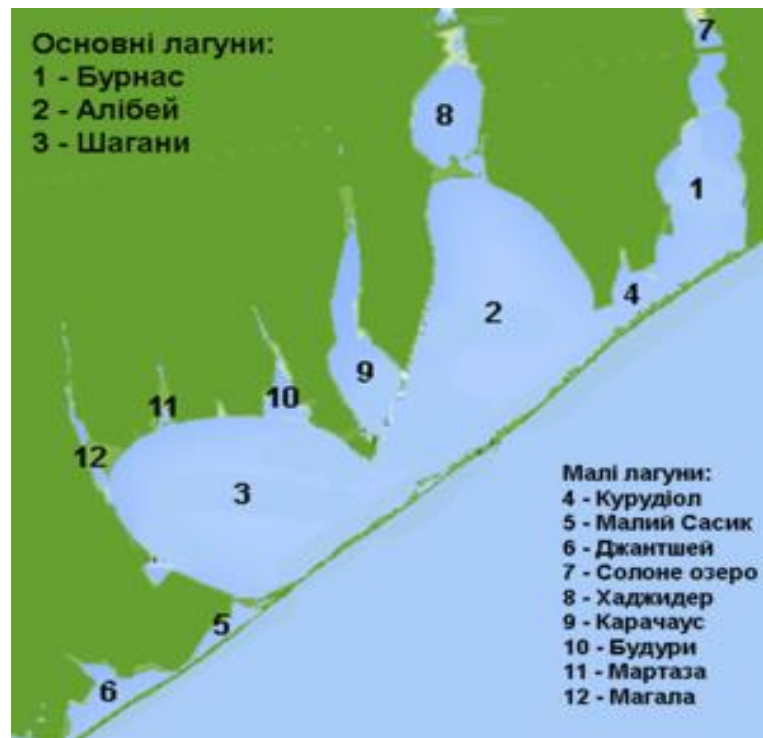 Основні лагуни:
1 - Бурнас
2 - Алібей
3 - Шагани
7
8
1
4
2
9
10
11
12
3
5
6
Малі лагуни:
4 - Курудіол
5 - Малий Сасик
6 - Джантшей
7 - Солоне озеро
8 - Хаджидер
9 - Карачаус
10 - Будури
11 - Мартаза
12 - Магала